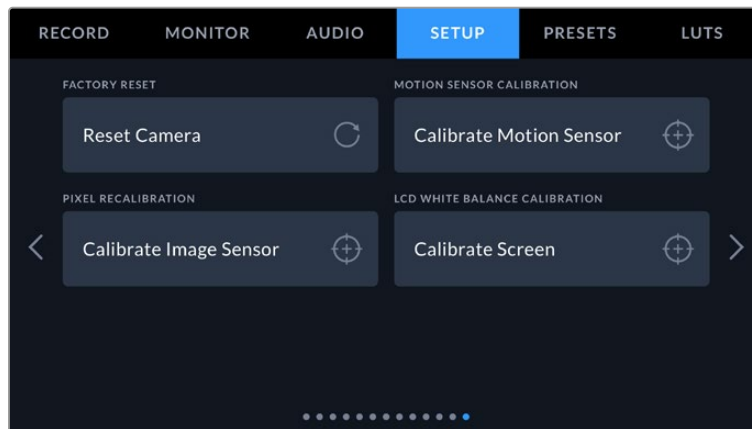 RECORD MONITOR AUDIO SETUP PRESETS LUTS
FACTORY RESET MOTION SENSOR CALIBRATION
Reset Camera Calibrate Motion Sensor
PIXEL RECALIBRATION LCD WHITE BALANCE CALIBRATION
Calibrate Image Sensor Calibrate Screen